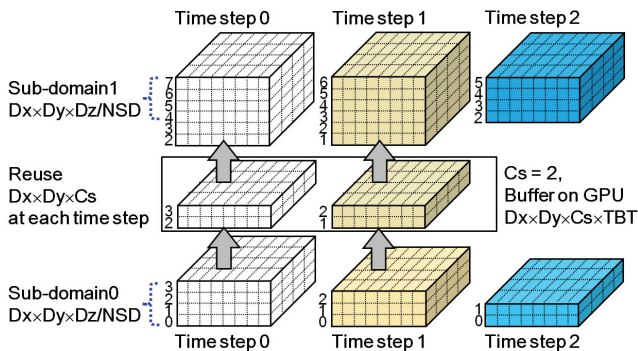 Time step 0
Time step 1
Time step 2
Sub-domain1
Dx×Dy×Dz/NSD
7
6
5
4
3
2
6
5
4
3
2
1
5
4
3
2
Reuse
Dx×Dy×Cs
at each time step
3
2
2
1
Cs = 2,
Buffer on GPU
Dx×Dy×Cs×TBT
Sub-domain0
Dx×Dy×Dz/NSD
3
2
1
0
2
1
0
1
0
Time step 0
Time step 1
Time step 2